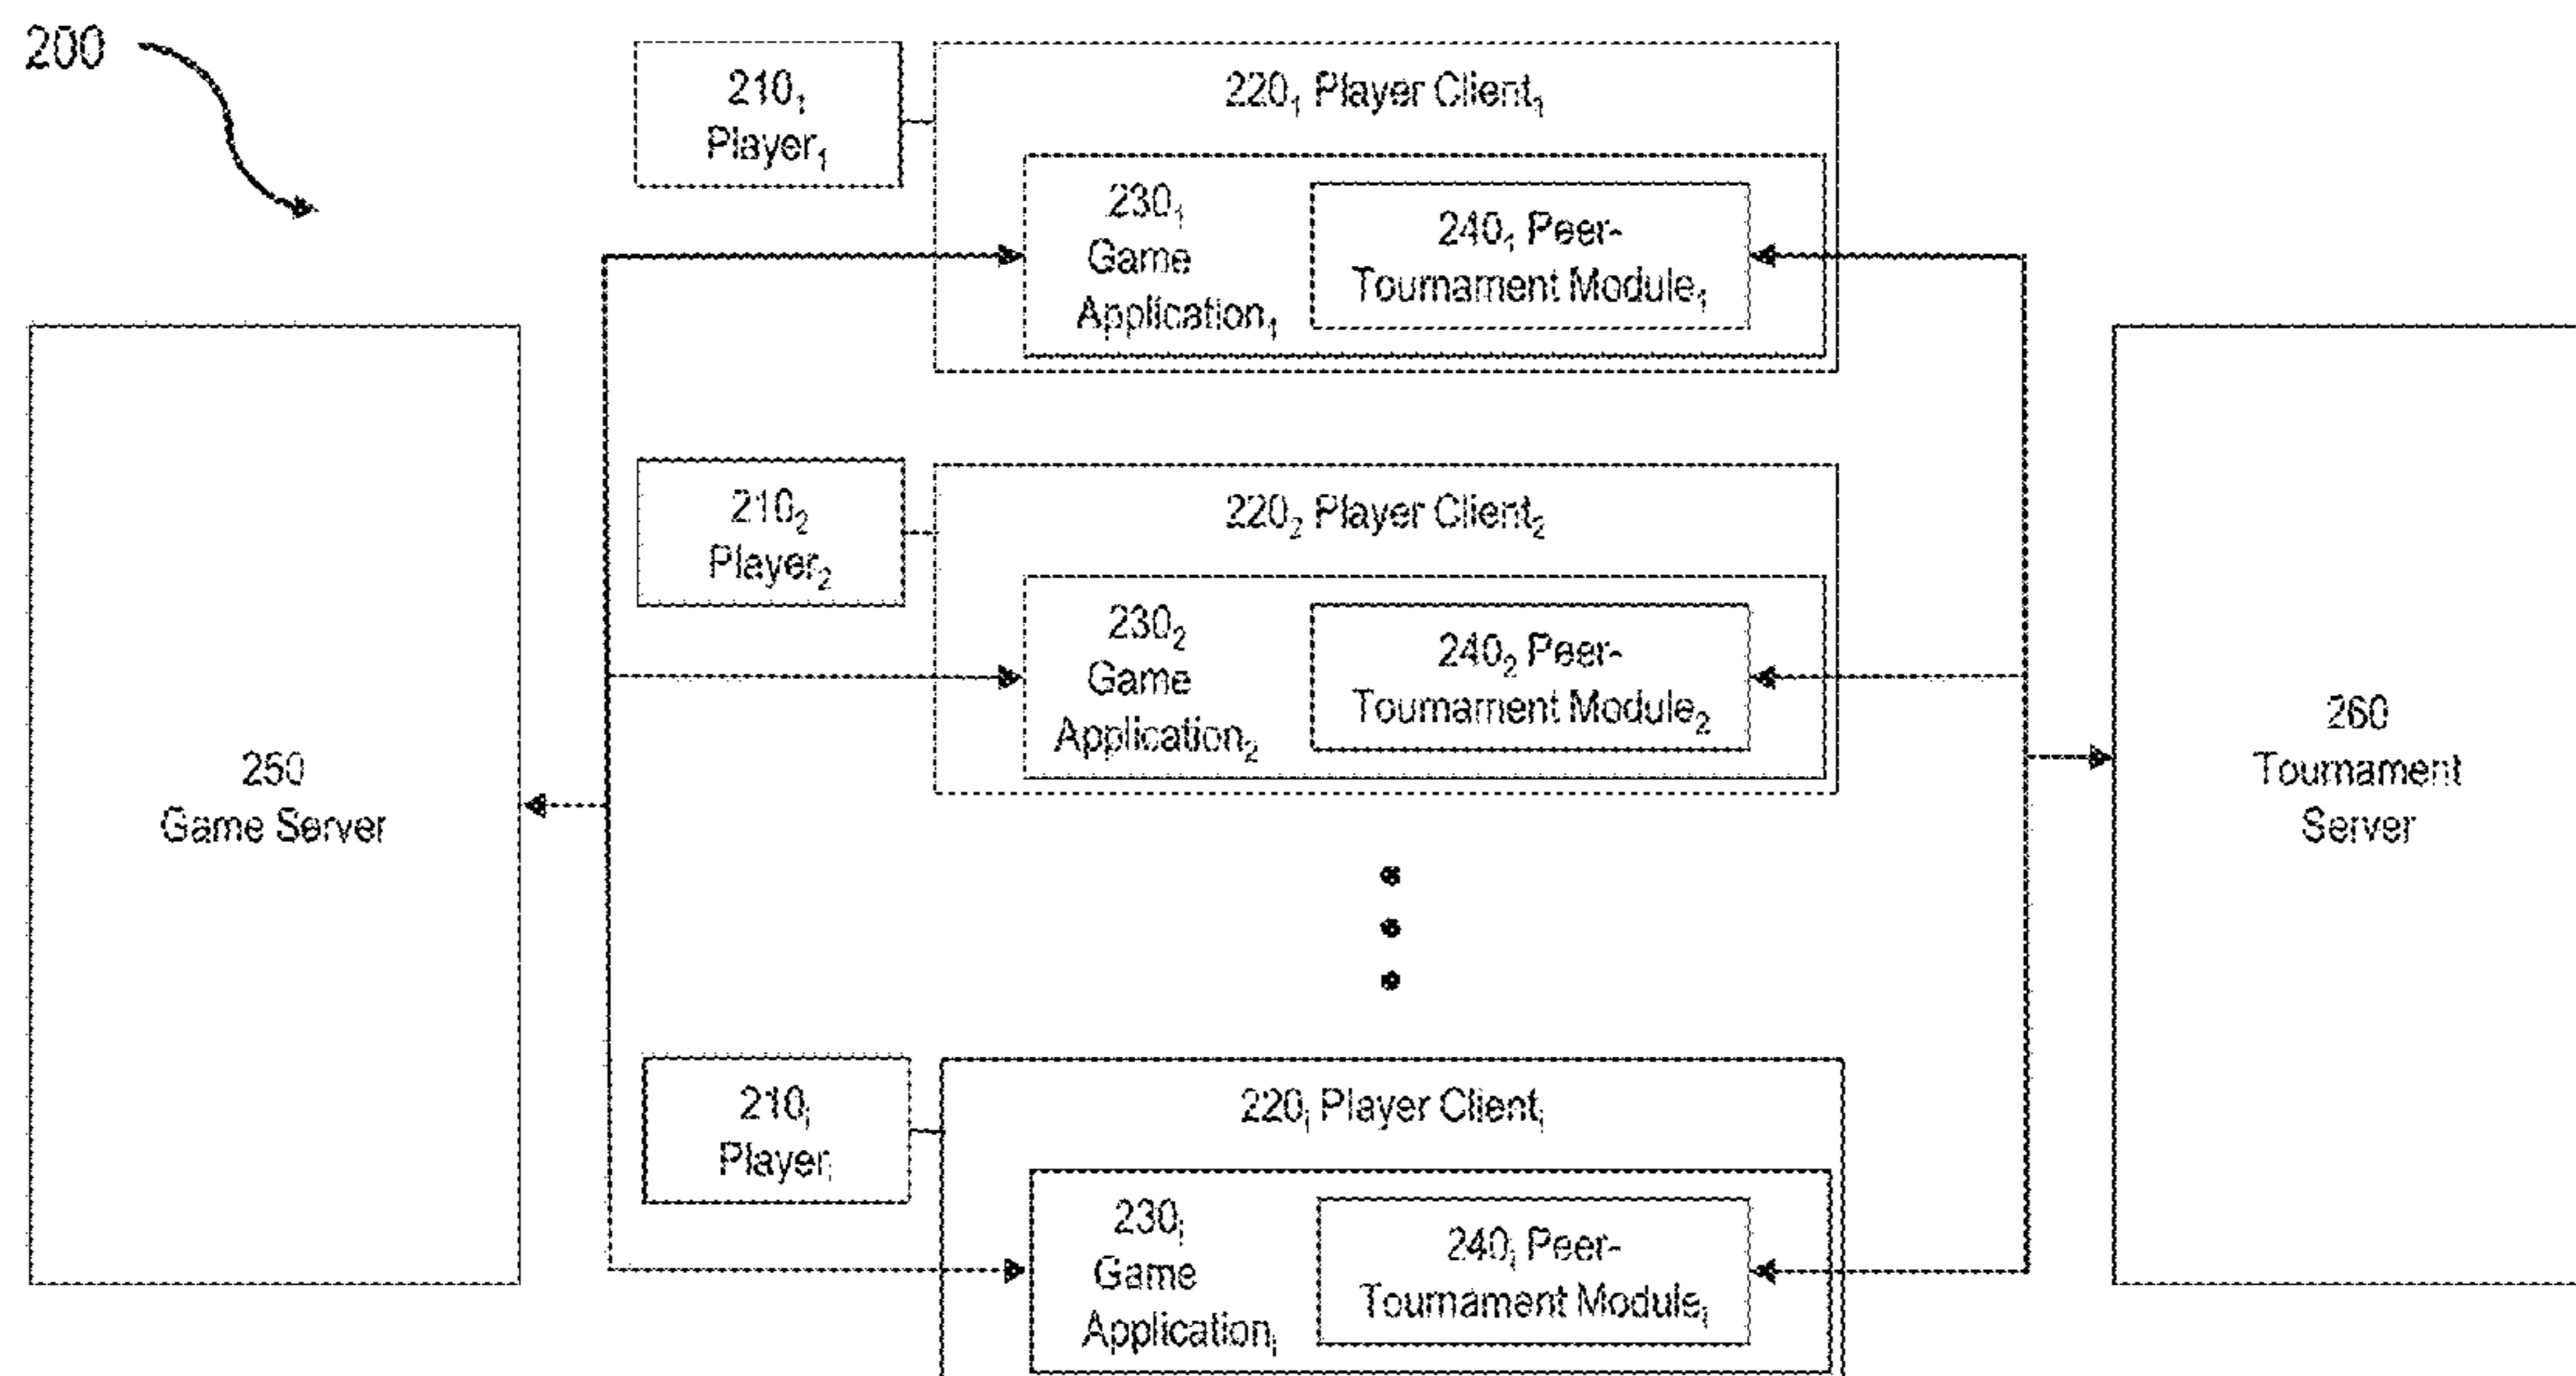 200
210₁
Player₁
220₁ Player Client₁
230₁
Game
Application₁
240₁ Peer-
Tournament Module₁
210₂
Player₂
220₂ Player Client₂
230₂
Game
Application₂
240₂ Peer-
Tournament Module₂
250
Game Server
260
Tournament
Server
210ᵢ
Playerᵢ
220ᵢ Player Clientᵢ
230ᵢ
Game
Applicationᵢ
240ᵢ Peer-
Tournament Moduleᵢ